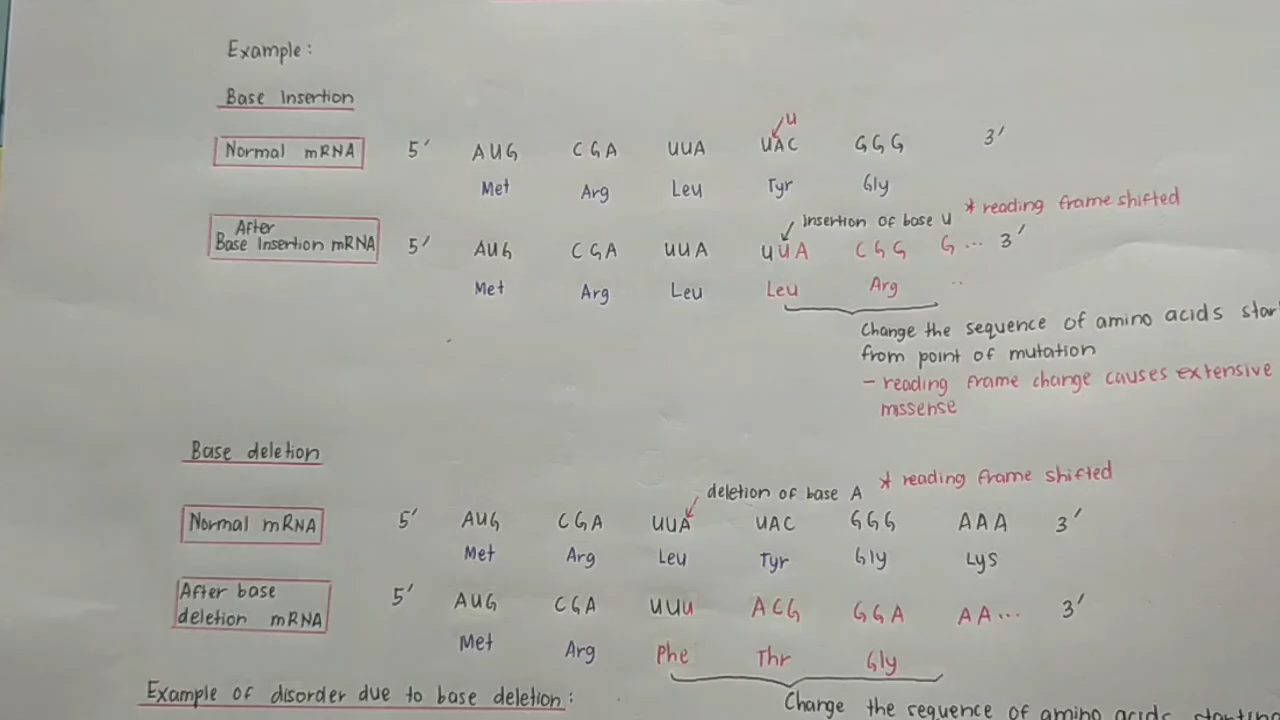 Example:
Base Insertion
U
Normal mRNA 5' AUG CGA UUA UAC GGG 3'
Met Arg Leu Tyr Gly
insertion of base U * reading frame shifted
After
Base Insertion mRNA 5' AUG CGA UUA UUA CGG G... 3'
Met Arg Leu Leu Arg ..
Change the sequence of amino acids
from point of mutation
- reading frame change causes extensive
missense
Base deletion
deletion of base A * reading frame shifted
Normal mRNA 5' AUG CGA UUA UAC GGG AAA 3'
Met Arg Leu Tyr Gly Lys
After base
deletion mRNA 5' AUG CGA UUU ACG GGA AA... 3'
Met Arg Phe Thr Gly
Example of disorder due to base deletion:
Change the sequence of amino acids starting